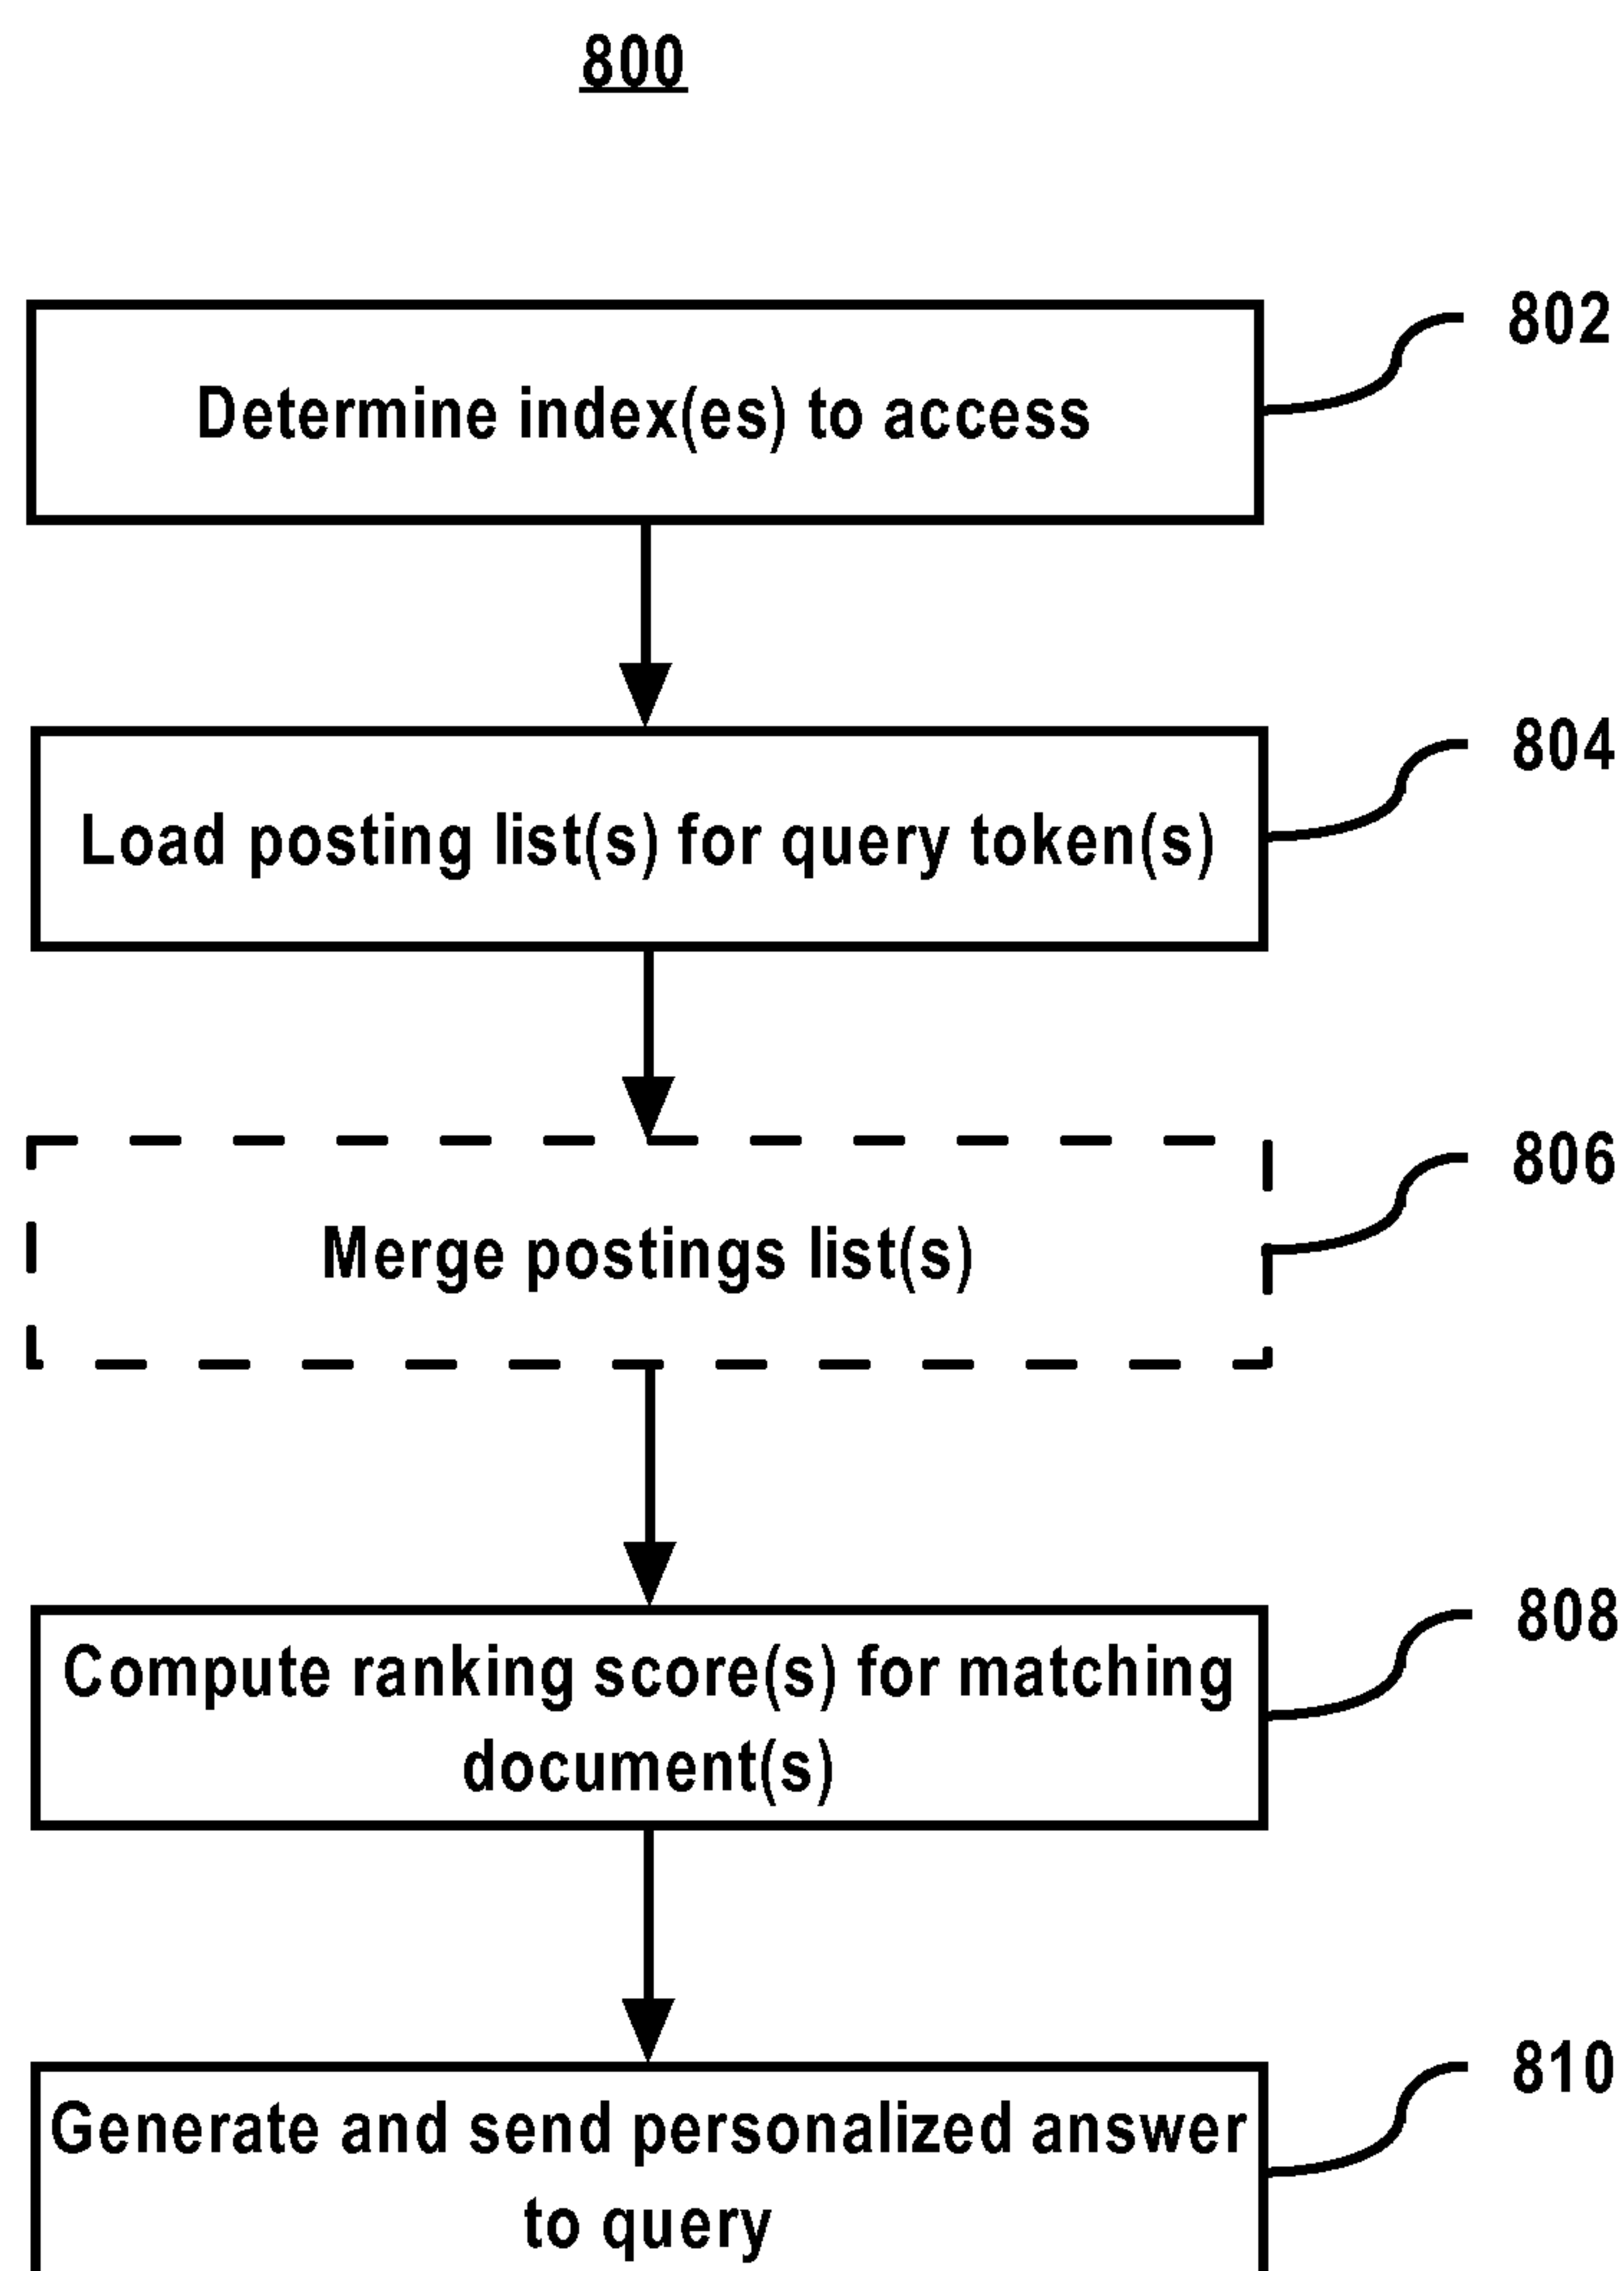 800
802
Determine index(es) to access
804
Load posting list(s) for query token(s)
806
Merge postings list(s)
808
Compute ranking score(s) for matching
document(s)
810
Generate and send personalized answer
to query